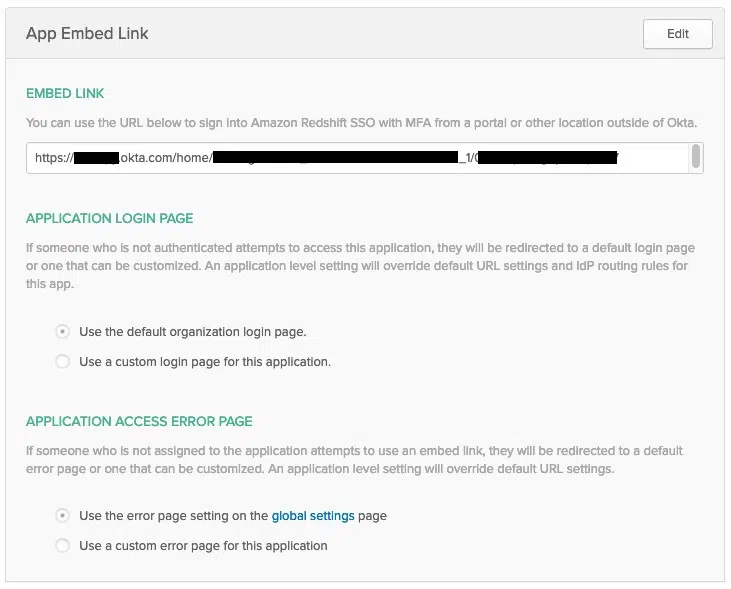 App Embed Link
Edit
EMBED LINK
You can use the URL below to sign into Amazon Redshift SSO with MFA from a portal or other location outside of Okta.
https:// .okta.com/home/ _1/
APPLICATION LOGIN PAGE
If someone who is not authenticated attempts to access this application, they will be redirected to a default login page
or one that can be customized. An application level setting will override default URL settings and IdP routing rules for
this app.
Use the default organization login page.
Use a custom login page for this application.
APPLICATION ACCESS ERROR PAGE
If someone who is not assigned to the application attempts to use an embed link, they will be redirected to a default
error page or one that can be customized. An application level setting will override default URL settings.
Use the error page setting on the global settings page
Use a custom error page for this application